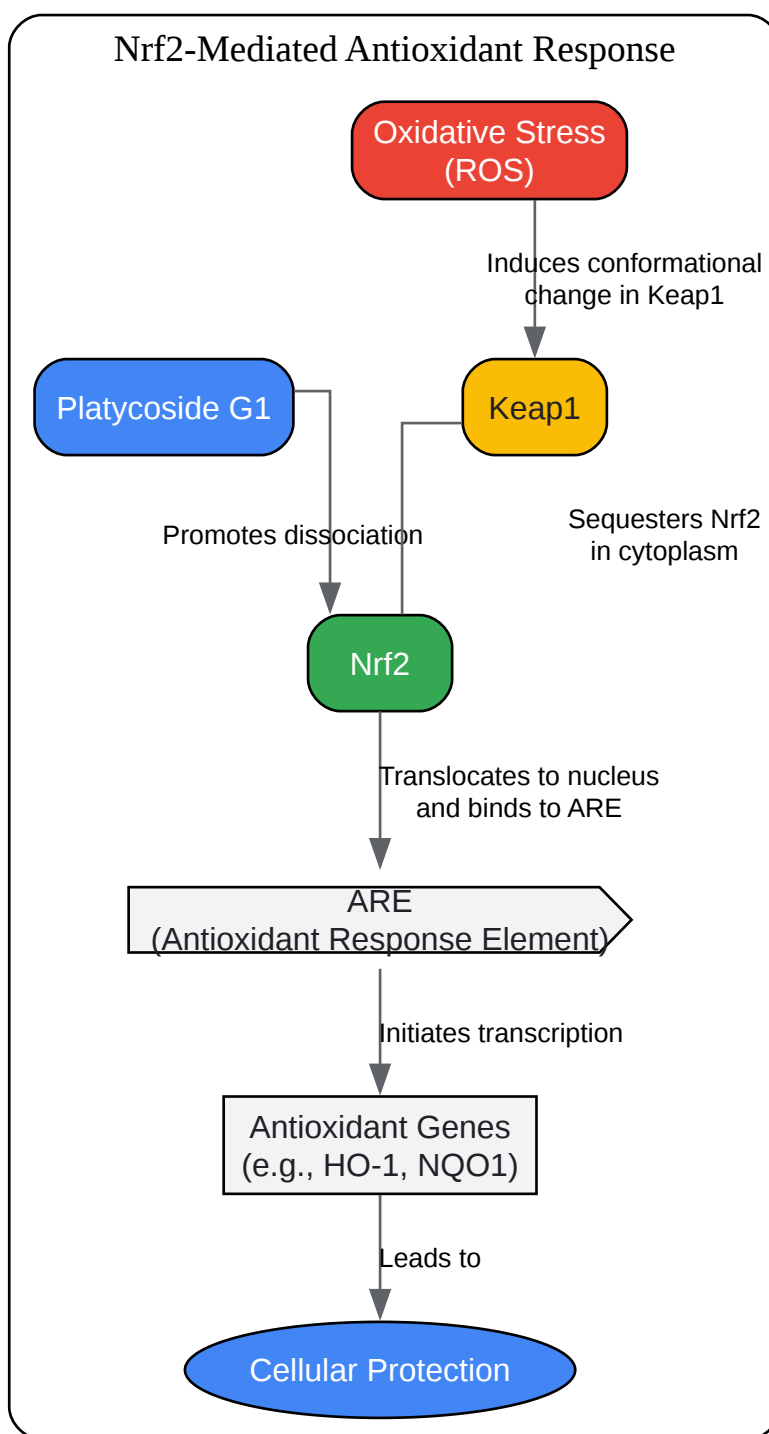 Nrf2-Mediated Antioxidant Response
Oxidative Stress
(ROS)
Induces conformational
change in Keap1
Platycoside G1
Keap1
Promotes dissociation
Sequesters Nrf2
in cytoplasm
Nrf2
Translocates to nucleus
and binds to ARE
ARE
(Antioxidant Response Element)
Initiates transcription
Antioxidant Genes
(e.g., HO-1, NQO1)
Leads to
Cellular Protection